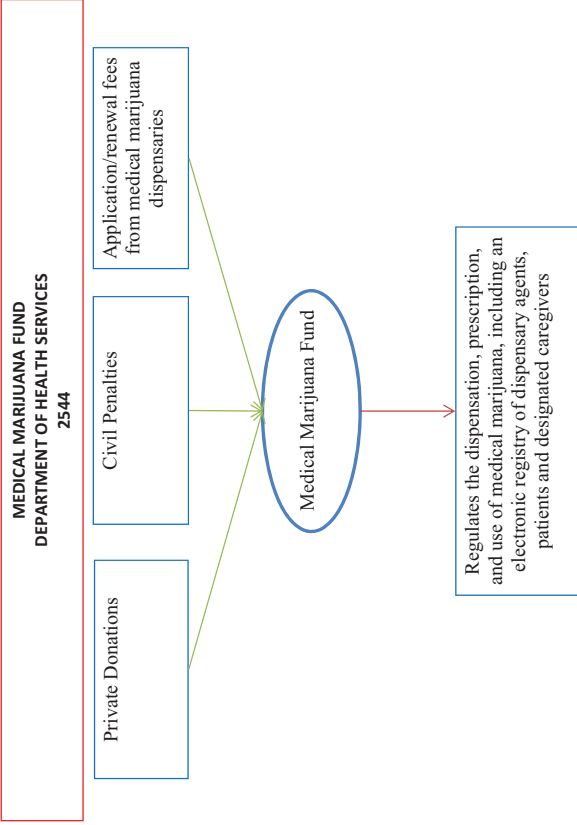 MEDICAL MARIJUANA FUND
DEPARTMENT OF HEALTH SERVICES
2544
Private Donations
Civil Penalties
Application/renewal fees
from medical marijuana
dispensaries
Medical Marijuana Fund
Regulates the dispensation, prescription,
and use of medical marijuana, including an
electronic registry of dispensary agents,
patients and designated caregivers